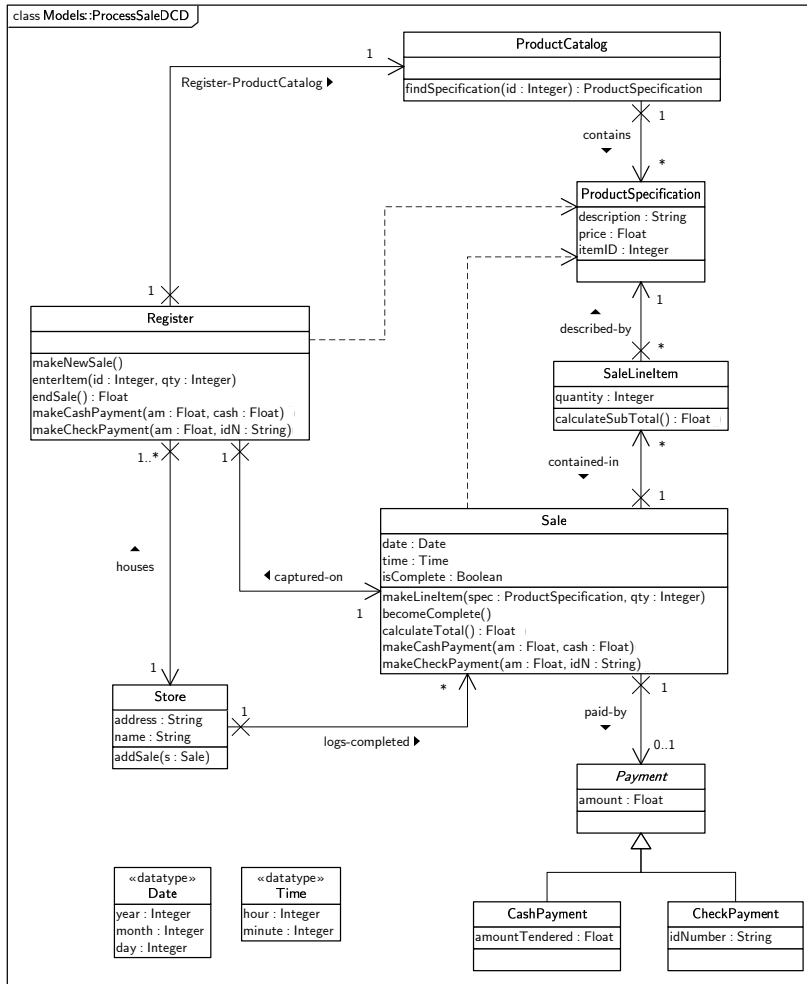 class Models::ProcessSaleDCD
ProductCatalog
findSpecification(id : Integer) : ProductSpecification
1
Register-ProductCatalog
1
contains
*
ProductSpecification
description : String
price : Float
itemID : Integer
1
described-by
*
1
Register
makeNewSale()
enterItem(id : Integer, qty : Integer)
endSale() : Float
makeCashPayment(am : Float, cash : Float)
makeCheckPayment(am : Float, idN : String)
SaleLineItem
quantity : Integer
calculateSubTotal() : Float
*
contained-in
1
1..*
1
houses
captured-on
1
Sale
date : Date
time : Time
isComplete : Boolean
makeLineItem(spec : ProductSpecification, qty : Integer)
becomeComplete()
calculateTotal() : Float
makeCashPayment(am : Float, cash : Float)
makeCheckPayment(am : Float, idN : String)
1
Store
address : String
name : String
addSale(s : Sale)
1
logs-completed
*
1
paid-by
0..1
Payment
amount : Float
«datatype»
Date
year : Integer
month : Integer
day : Integer
«datatype»
Time
hour : Integer
minute : Integer
CashPayment
amountTendered : Float
CheckPayment
idNumber : String